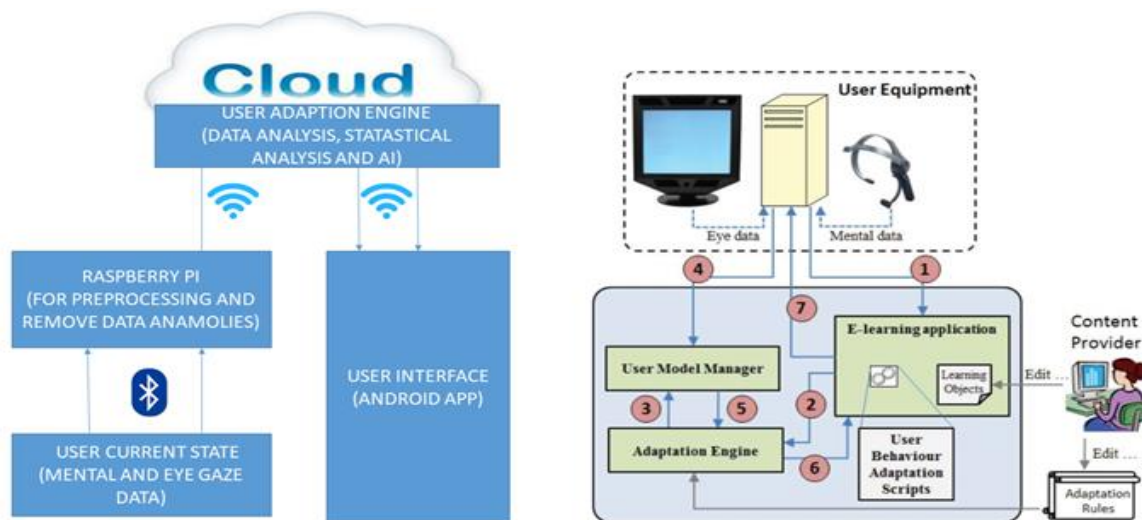 Cloud
USER ADAPTION ENGINE
(DATA ANALYSIS, STATASTICAL
ANALYSIS AND AI)
RASPBERRY PI
(FOR PREPROCESSING AND
REMOVE DATA ANAMOLIES)
USER INTERFACE
(ANDROID APP)
USER CURRENT STATE
(MENTAL AND EYE GAZE
DATA)
User Equipment
Eye data
Mental data
4
1
7
E-learning application
Learning
Objects
User Model Manager
3
5
2
Adaptation Engine
6
User
Behaviour
Adaptation
Scripts
Content
Provider
Edit ...
Edit ...
Adaptation
Rules